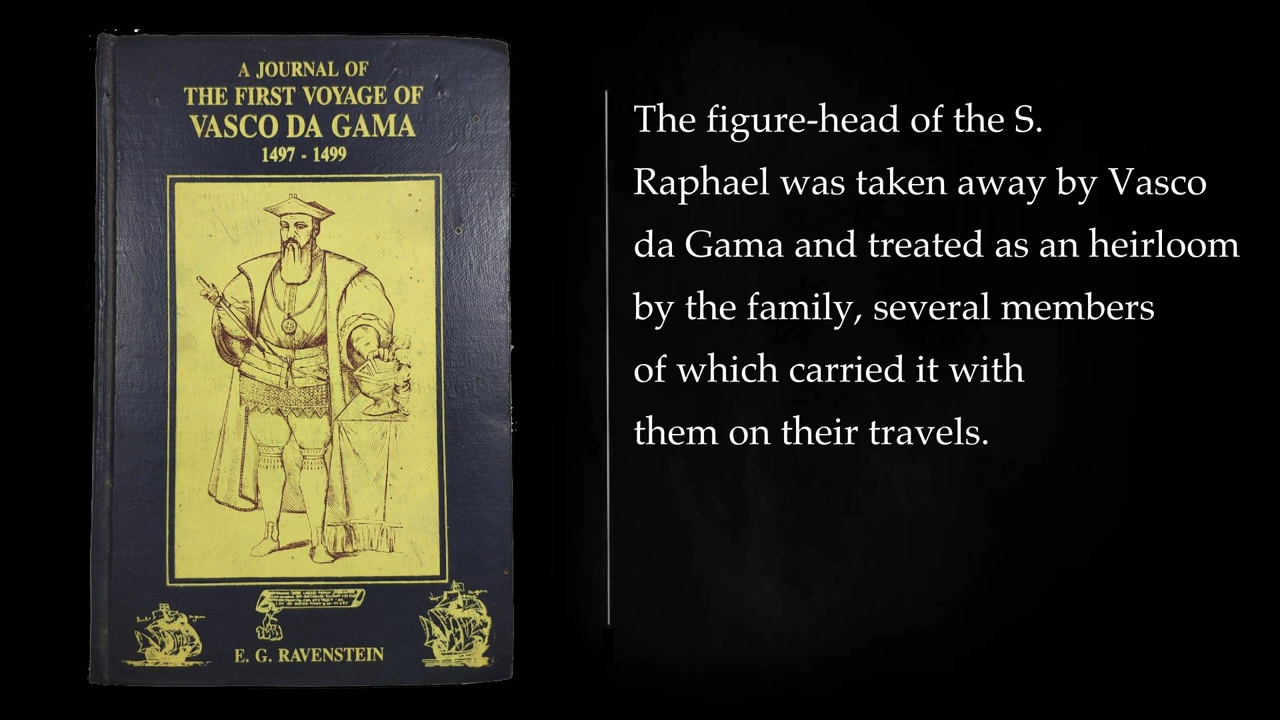 A JOURNAL OF
THE FIRST VOYAGE OF
VASCO DA GAMA
1497 - 1499
E. G. RAVENSTEIN
The figure-head of the S.
Raphael was taken away by Vasco
da Gama and treated as an heirloom
by the family, several members
of which carried it with
them on their travels.